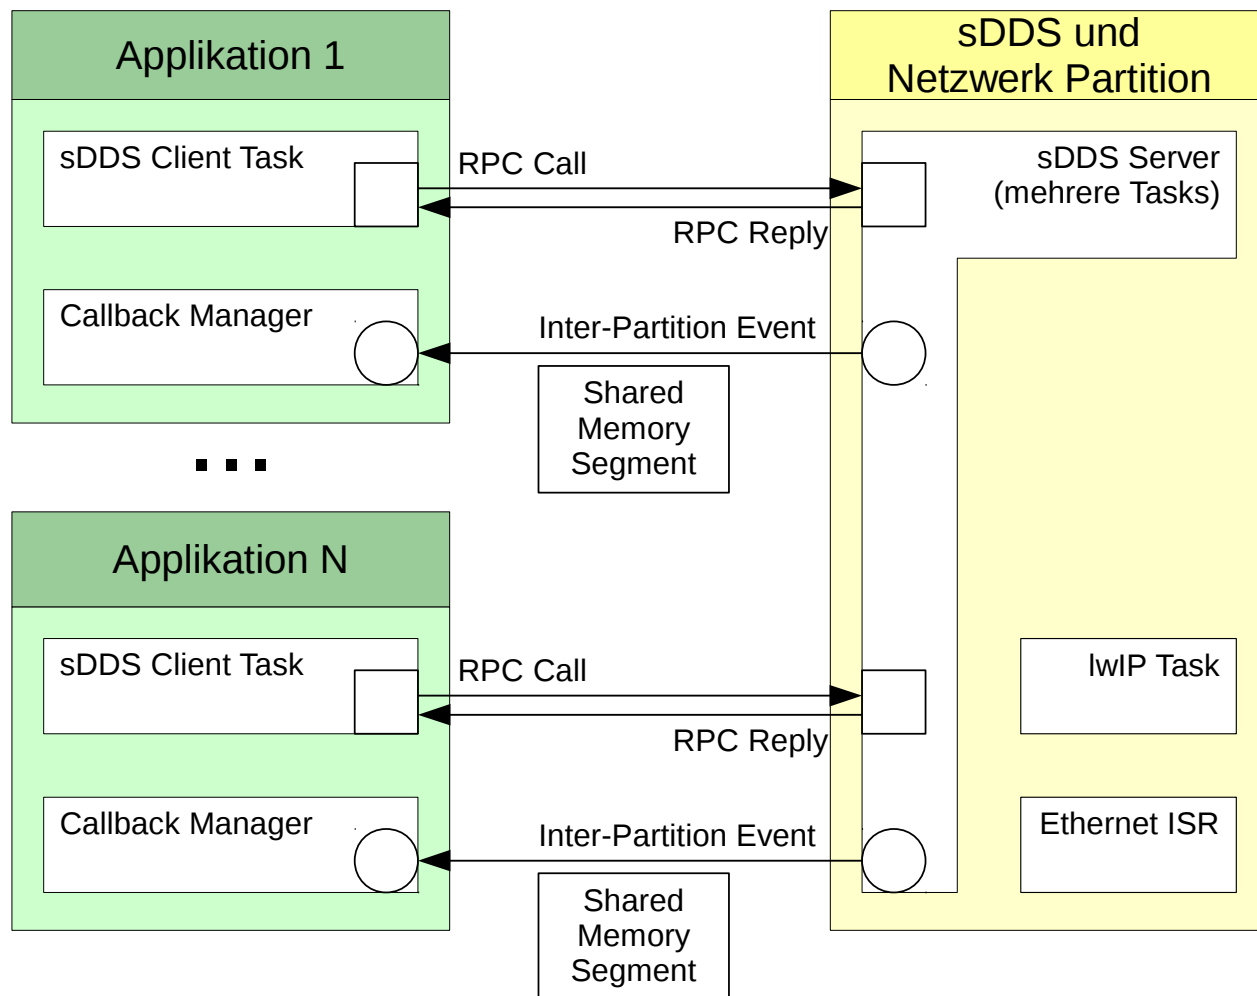 Applikation 1
sDDS und
Netzwerk Partition
sDDS Client Task
RPC Call
RPC Reply
sDDS Server
(mehrere Tasks)
Callback Manager
Inter-Partition Event
Shared
Memory
Segment
...
Applikation N
sDDS Client Task
RPC Call
RPC Reply
lwIP Task
Callback Manager
Inter-Partition Event
Ethernet ISR
Shared
Memory
Segment